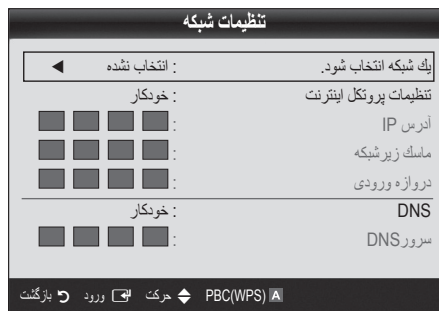 تنظیمات شبکه
یك شبکه انتخاب شود. : انتخاب نشده ◀
تنظیمات پروتکل اینترنت : خودکار
آدرس IP :
ماسك زیرشبکه :
دروازه ورودی :
DNS : خودکار
سرورDNS :
A PBC(WPS) حرکت ورود بازگشت